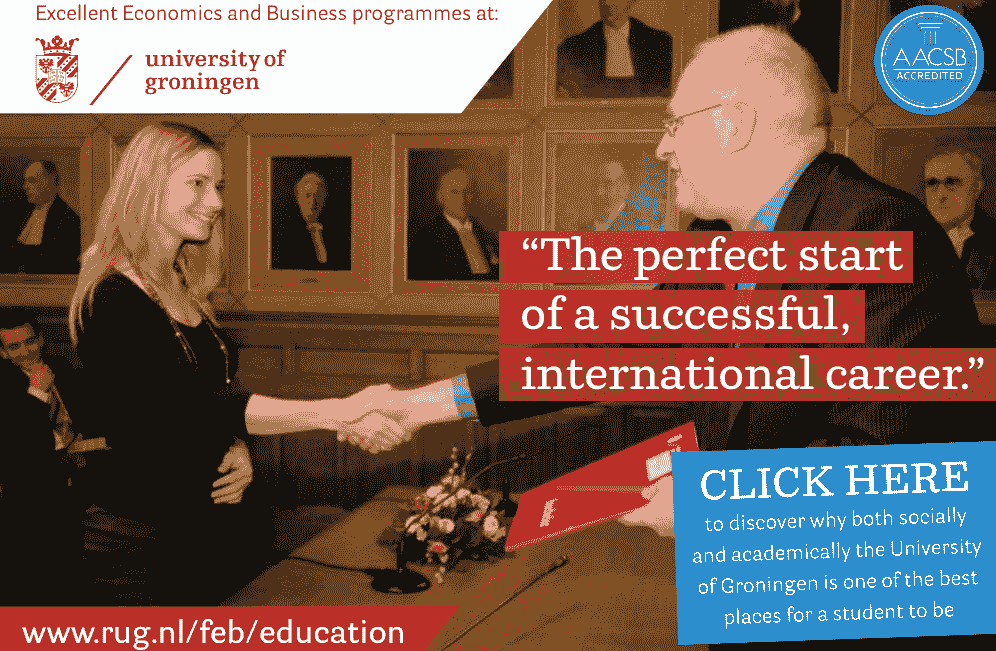 Excellent Economics and Business programmes at:
university of
groningen
AACSB
ACCREDITED
“The perfect start
of a successful,
international career.”
CLICK HERE
to discover why both socially
and academically the University
of Groningen is one of the best
places for a student to be
www.rug.nl/feb/education